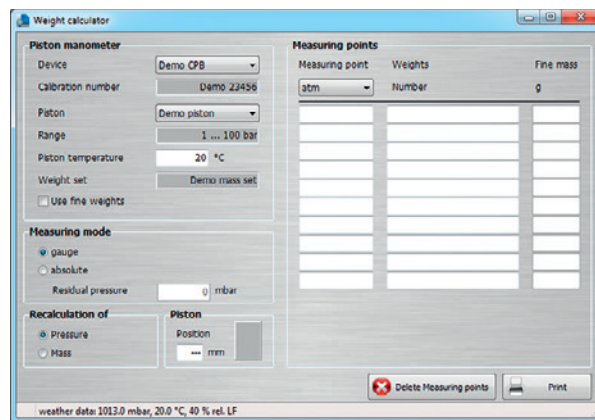 Weight calculator
Piston manometer
Device Demo CPB
Calibration number Demo 23456
Piston Demo piston
Range 1 ... 100 bar
Piston temperature 20 °C
Weight set Demo mass set
Use fine weights
Measuring mode
gauge
absolute
Residual pressure 0 mbar
Recalculation of
Pressure
Mass
Piston
Position
--- mm
Measuring points
Measuring point Weights Fine mass
atm Number g
Delete Measuring points Print
weather data: 1013.0 mbar, 20.0 °C, 40 % rel. LF